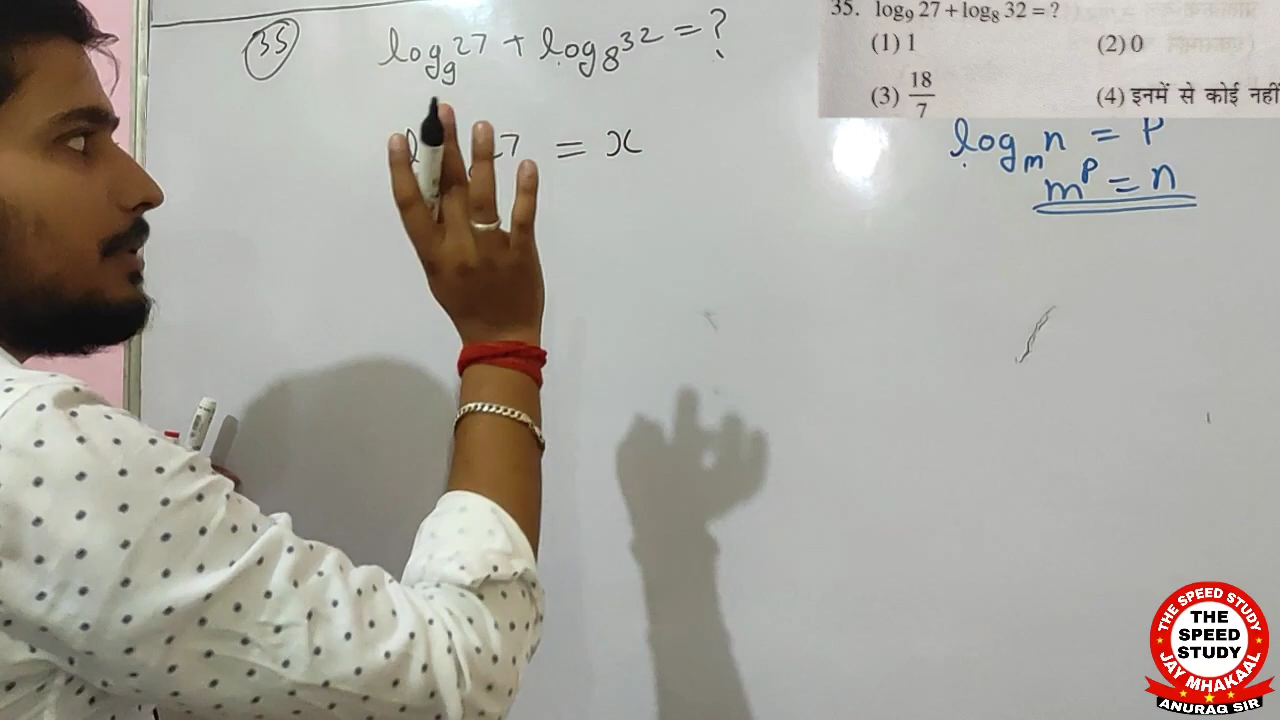 35. log₉ 27 + log₈ 32 = ?
(1) 1 (2) 0
(3) 18/7 (4) इनमें से कोई नहीं
(35) log₉27 + log₈32 = ?
7 = x
logₘ n = P
mᴾ = n
THE SPEED STUDY
THE
SPEED
STUDY
JAY MHAKAAL
ANURAG SIR